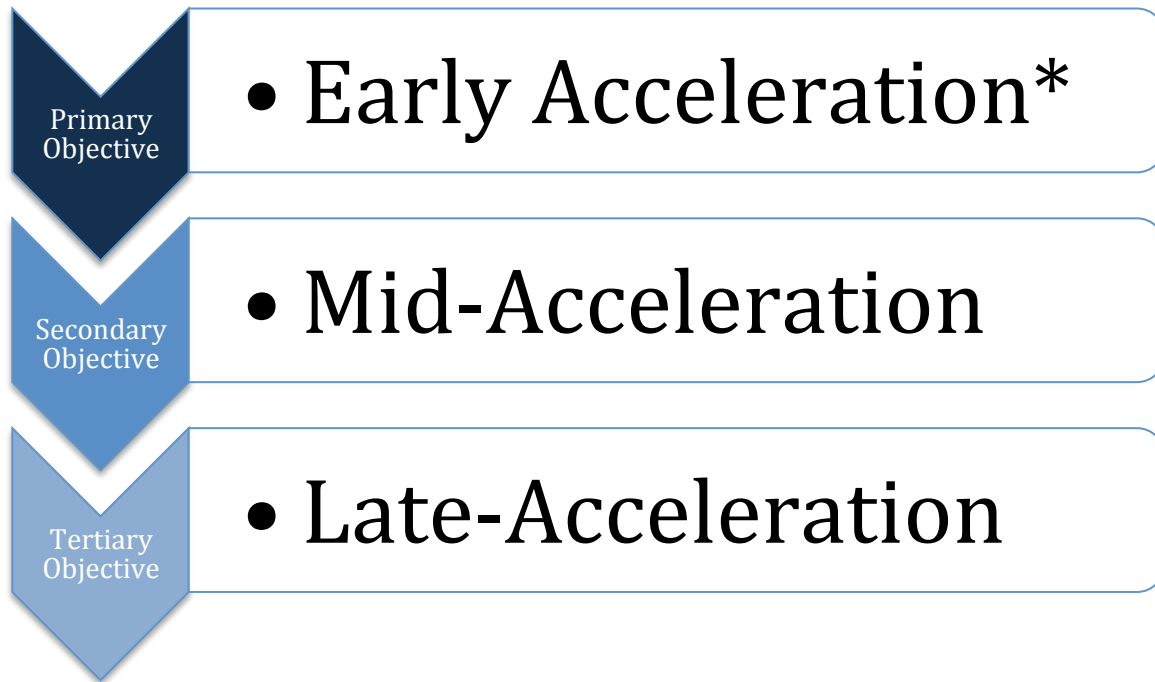 Primary
Objective
• Early Acceleration*
Secondary
Objective
• Mid-Acceleration
Tertiary
Objective
• Late-Acceleration